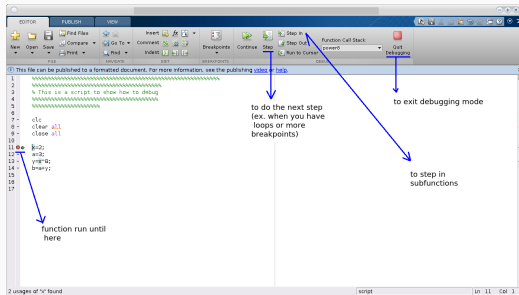 EDITOR PUBLISH VIEW
New Open Save Find Files Compare Print
Go To Find
Insert Comment Indent
Breakpoints Continue Step
Step In
Step Out
Run to Cursor
Function Call Stack:
power8
Quit
Debugging
FILE NAVIGATE EDIT BREAKPOINTS DEBUG
This file can be published to a formatted document. For more information, see the publishing video or help.
1
2
3 % This is a script to show how to debug
4
5
6
7 - clc
8 - clear all
9 - close all
10
11 x=2;
12 - a=3;
13 - y=x^8;
14 - b=a+y;
15
16
17
to do the next step
(ex. when you have
loops or more
breakpoints)
to exit debugging mode
to step in
subfunctions
function run until
here
2 usages of "x" found script Ln 11 Col 1